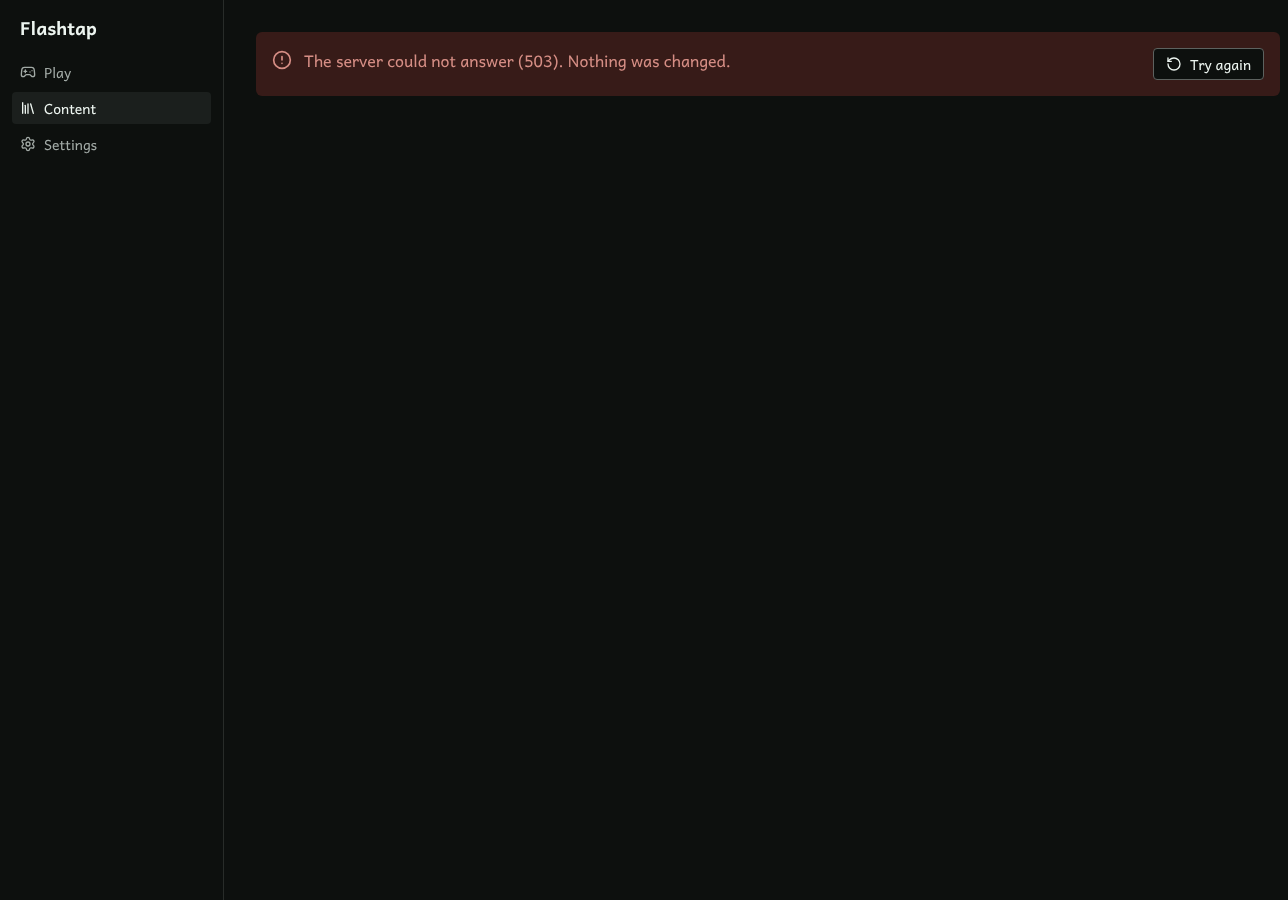 Flashtap
Play
Content
Settings
The server could not answer (503). Nothing was changed.
Try again